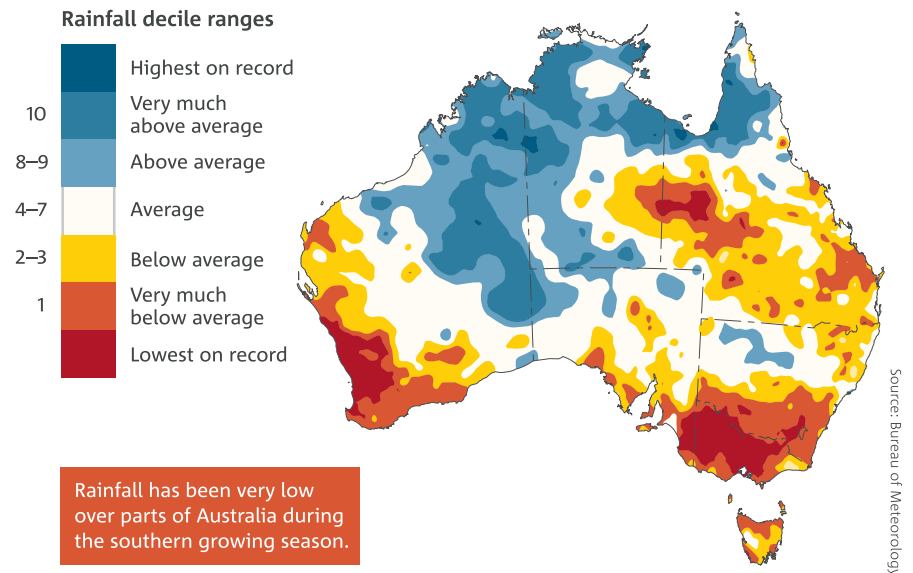 Rainfall decile ranges
Highest on record
10
Very much
above average
8–9
Above average
4–7
Average
2–3
Below average
1
Very much
below average
Lowest on record
Rainfall has been very low
over parts of Australia during
the southern growing season.
Source: Bureau of Meteorology